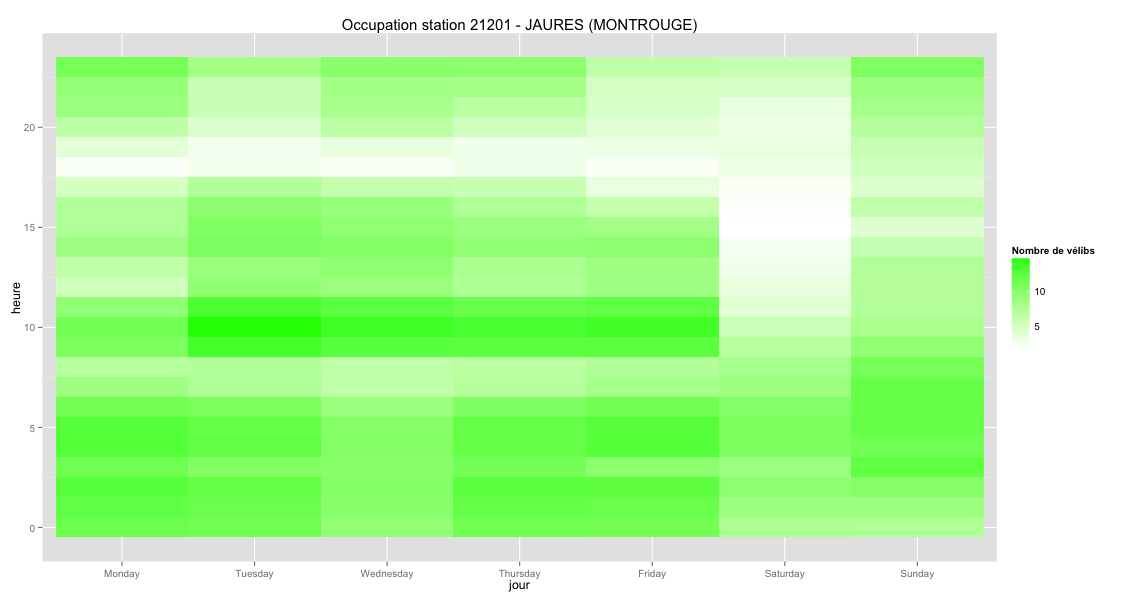 Occupation station 21201 - JAURES (MONTROUGE)
20
15
10
5
0
heure
Monday Tuesday Wednesday Thursday Friday Saturday Sunday
jour
Nombre de vélibs
10
5